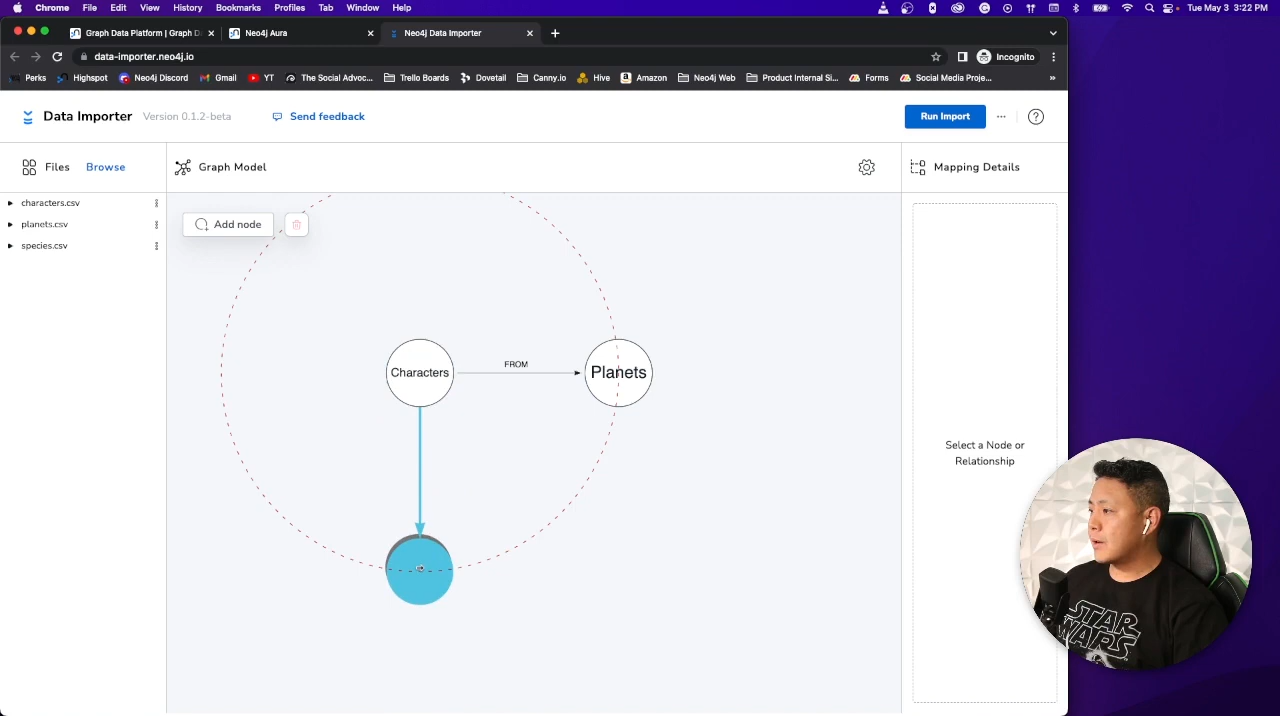 Chrome File Edit View History Bookmarks Profiles Tab Window Help Tue May 3 3:22 PM
Graph Data Platform | Graph D Neo4j Aura Neo4j Data Importer
data-importer.neo4j.io Incognito
Perks Highspot Neo4j Discord Gmail YT The Social Advoc... Trello Boards Dovetail Canny.io Hive Amazon Neo4j Web Product Internal Si... Forms Social Media Proje... »
Data Importer Version 0.1.2-beta Send feedback Run Import ... ?
Files Browse Graph Model Mapping Details
characters.csv
planets.csv
species.csv
Add node
FROM
Characters Planets
Select a Node or
Relationship
STAR
WARS